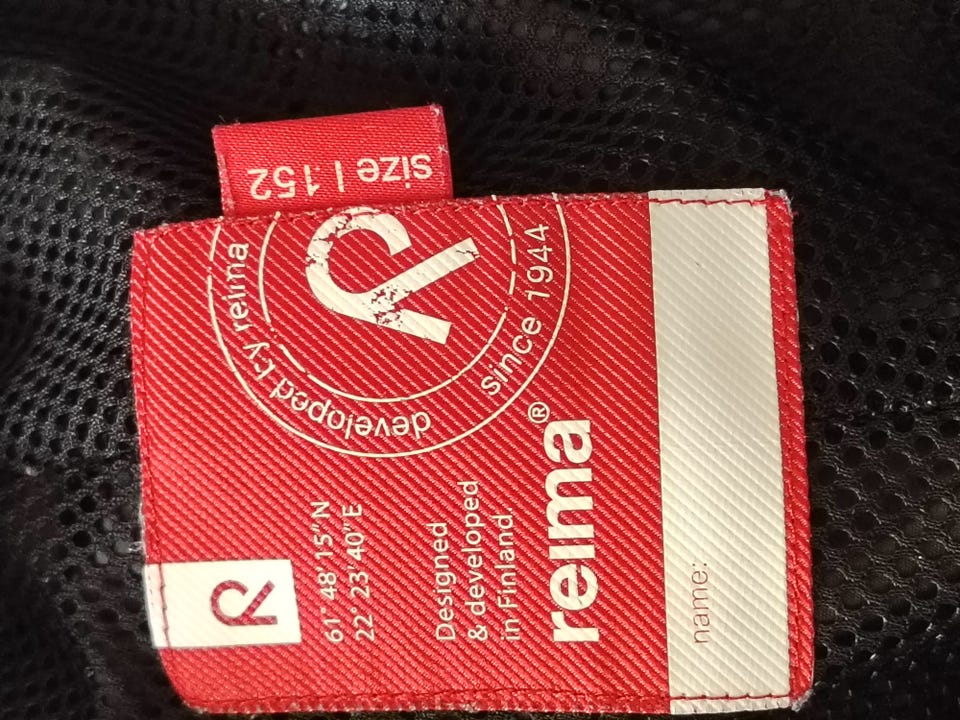 size | 152
developed by reima
since 1944
61° 48' 15" N
22° 23' 40" E
Designed
& developed
in Finland.
reima®
name: